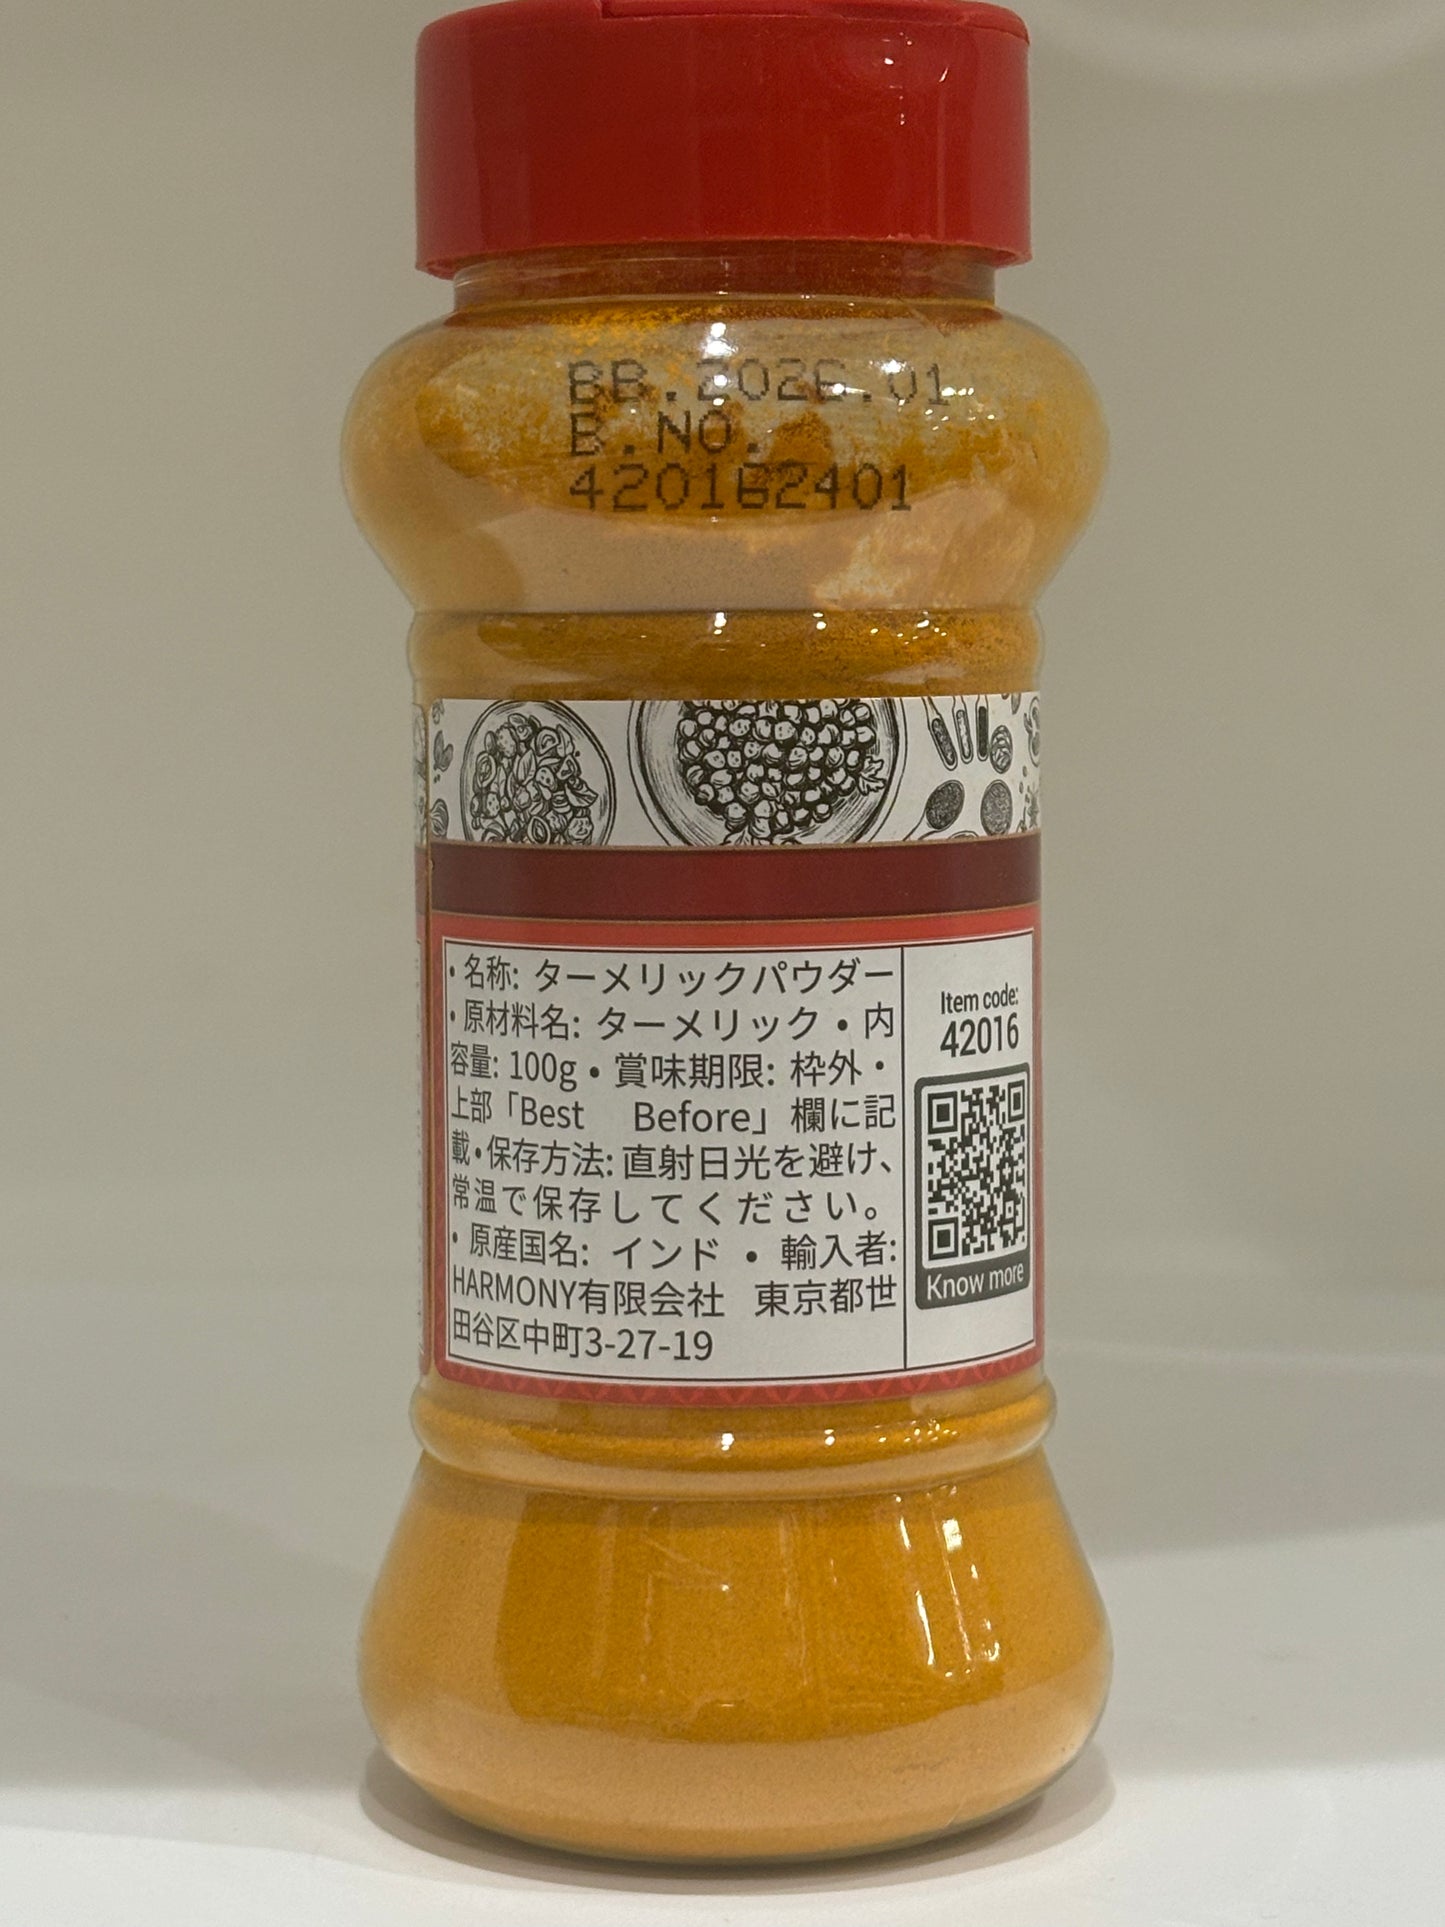 BB.2026.01
B.NO.
420162401
・名称: ターメリックパウダー
・原材料名: ターメリック・内
容量: 100g・賞味期限: 枠外・
上部「Best Before」欄に記
載・保存方法: 直射日光を避け、
常温で保存してください。
・原産国名: インド・輸入者:
HARMONY有限会社 東京都世
田谷区中町3-27-19
Item code:
42016
Know more